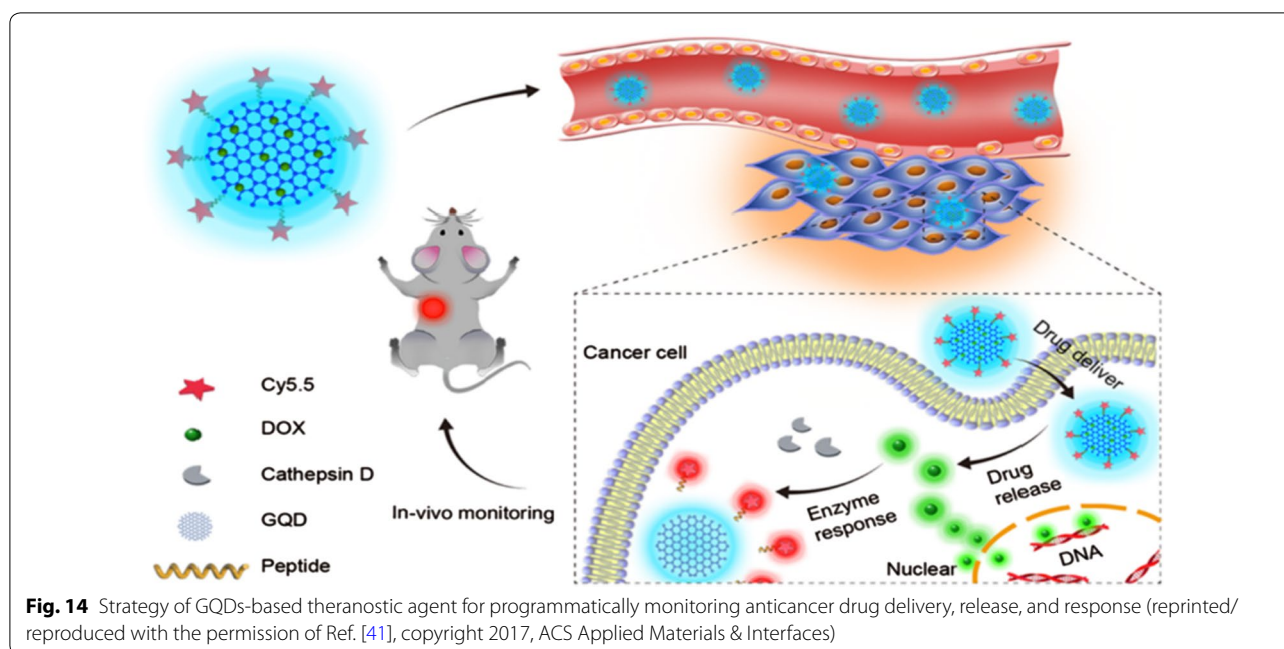 Cy5.5
DOX
Cathepsin D
GQD
Peptide
In-vivo monitoring
Cancer cell
Drug deliver
Drug
release
Enzyme
response
Nuclear
DNA
Fig. 14 Strategy of GQDs-based theranostic agent for programmatically monitoring anticancer drug delivery, release, and response (reprinted/
reproduced with the permission of Ref. [41], copyright 2017, ACS Applied Materials & Interfaces)